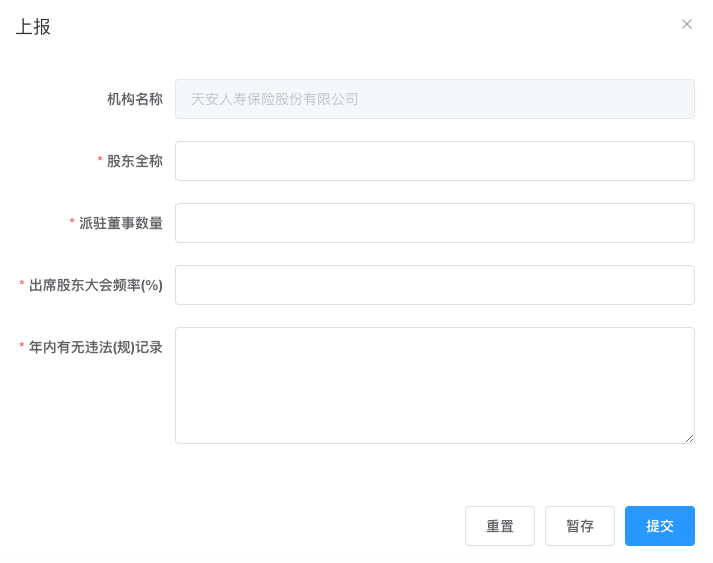 上报
机构名称 天安人寿保险股份有限公司
* 股东全称
* 派驻董事数量
* 出席股东大会频率(%)
* 年内有无违法(规)记录
重置 暂存 提交